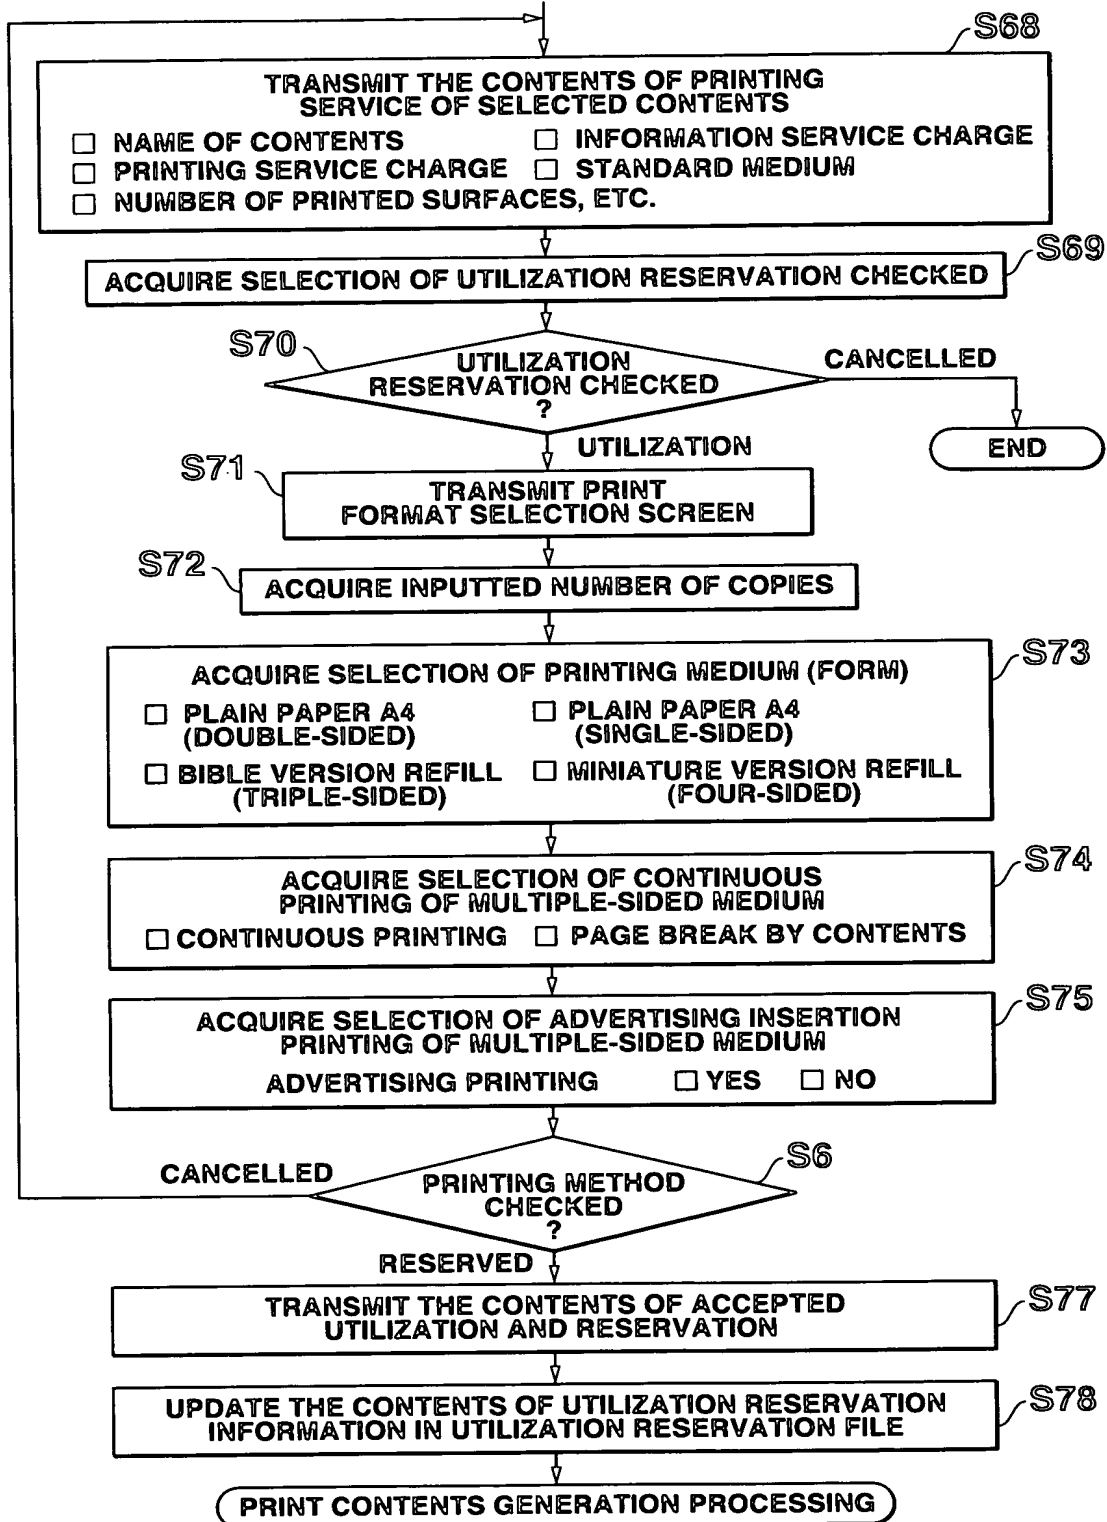 S68
TRANSMIT THE CONTENTS OF PRINTING
SERVICE OF SELECTED CONTENTS
□ NAME OF CONTENTS □ INFORMATION SERVICE CHARGE
□ PRINTING SERVICE CHARGE □ STANDARD MEDIUM
□ NUMBER OF PRINTED SURFACES, ETC.
S69
ACQUIRE SELECTION OF UTILIZATION RESERVATION CHECKED
S70
UTILIZATION
RESERVATION CHECKED
?
CANCELLED
END
UTILIZATION
S71
TRANSMIT PRINT
FORMAT SELECTION SCREEN
S72
ACQUIRE INPUTTED NUMBER OF COPIES
S73
ACQUIRE SELECTION OF PRINTING MEDIUM (FORM)
□ PLAIN PAPER A4 □ PLAIN PAPER A4
(DOUBLE-SIDED) (SINGLE-SIDED)
□ BIBLE VERSION REFILL □ MINIATURE VERSION REFILL
(TRIPLE-SIDED) (FOUR-SIDED)
S74
ACQUIRE SELECTION OF CONTINUOUS
PRINTING OF MULTIPLE-SIDED MEDIUM
□ CONTINUOUS PRINTING □ PAGE BREAK BY CONTENTS
S75
ACQUIRE SELECTION OF ADVERTISING INSERTION
PRINTING OF MULTIPLE-SIDED MEDIUM
ADVERTISING PRINTING □ YES □ NO
S6
CANCELLED
PRINTING METHOD
CHECKED
?
RESERVED
S77
TRANSMIT THE CONTENTS OF ACCEPTED
UTILIZATION AND RESERVATION
S78
UPDATE THE CONTENTS OF UTILIZATION RESERVATION
INFORMATION IN UTILIZATION RESERVATION FILE
PRINT CONTENTS GENERATION PROCESSING